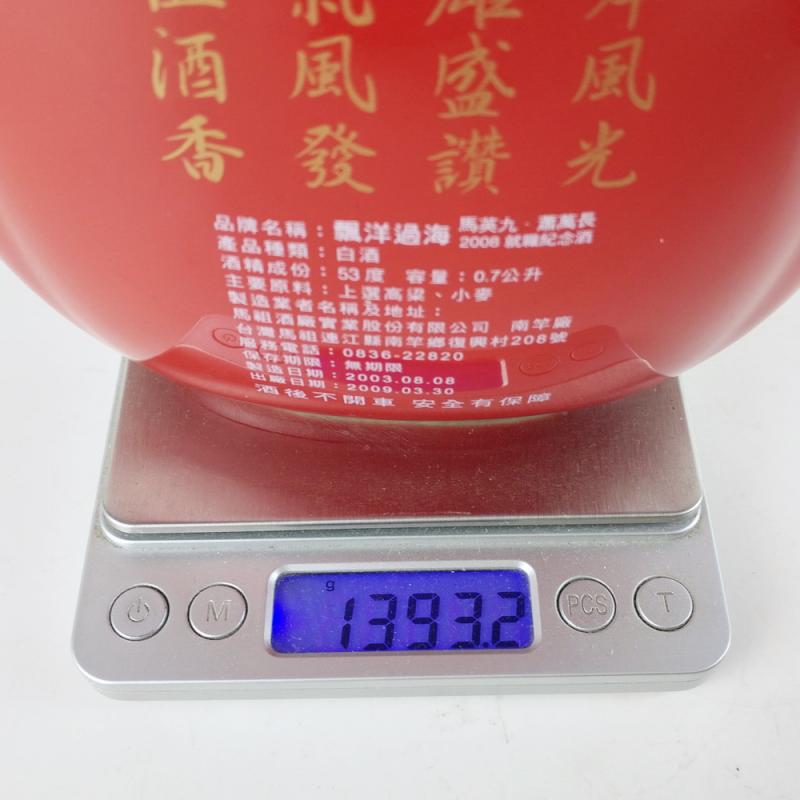 酒 風 盛 風
香 發 讚 光
品牌名稱：飄洋過海 馬英九．蕭萬長
2008 就職紀念酒
產品種類：白酒
酒精成份：53度 容量：0.7公升
主要原料：上選高粱、小麥
製造業者名稱及地址：
馬祖酒廠實業股份有限公司 南竿廠
台灣馬祖連江縣南竿鄉復興村208號
服務電話：0836-22820
保存期限：無期限
製造日期：2003.08.08
出廠日期：2009.03.30
酒後不開車 安全有保障
g
1393.2
M
PCS
T